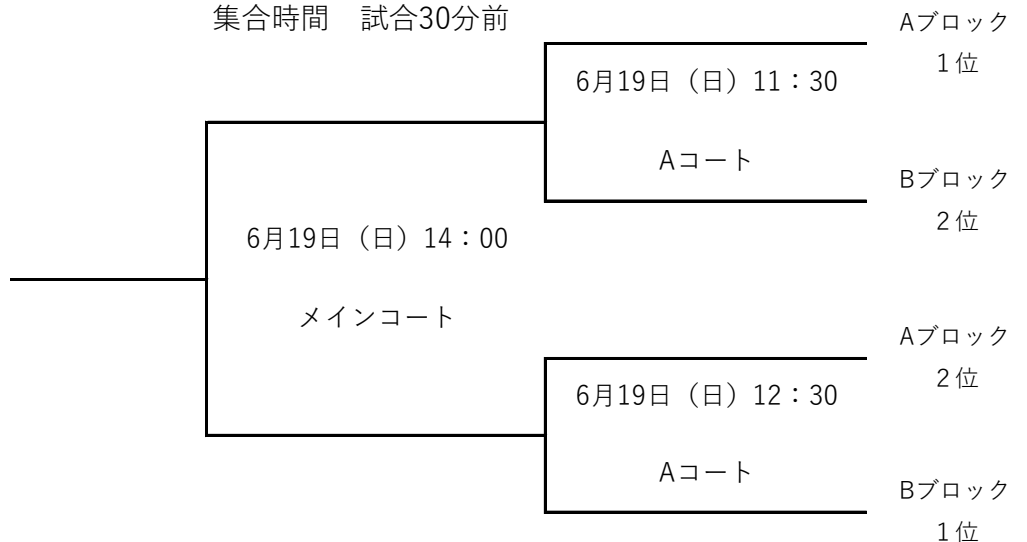 集合時間　試合30分前
Aブロック
1位
6月19日（日）11：30
Aコート
Bブロック
2位
6月19日（日）14：00
メインコート
Aブロック
2位
6月19日（日）12：30
Aコート
Bブロック
1位